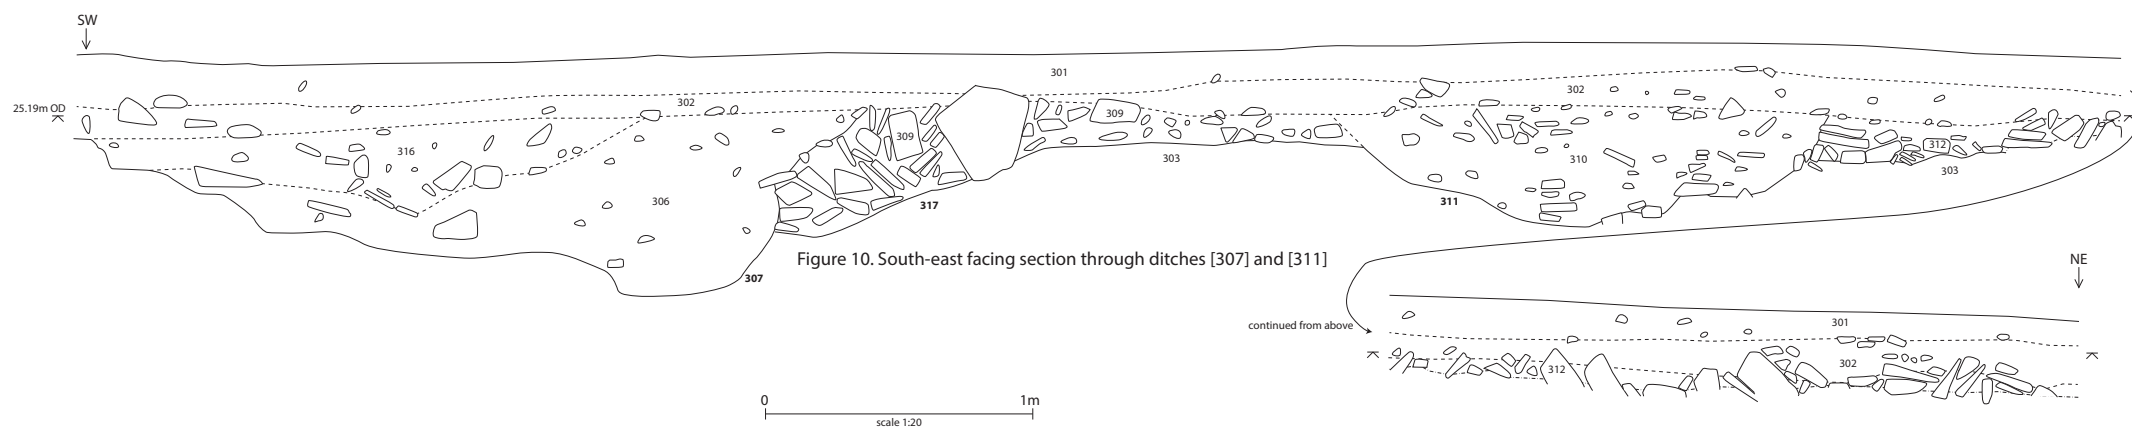 SW
301
25.19m OD
302
302
309
309
316
312
310
303
303
306
317
311
Figure 10. South-east facing section through ditches [307] and [311]
NE
307
continued from above
301
302
312
0 1m
scale 1:20